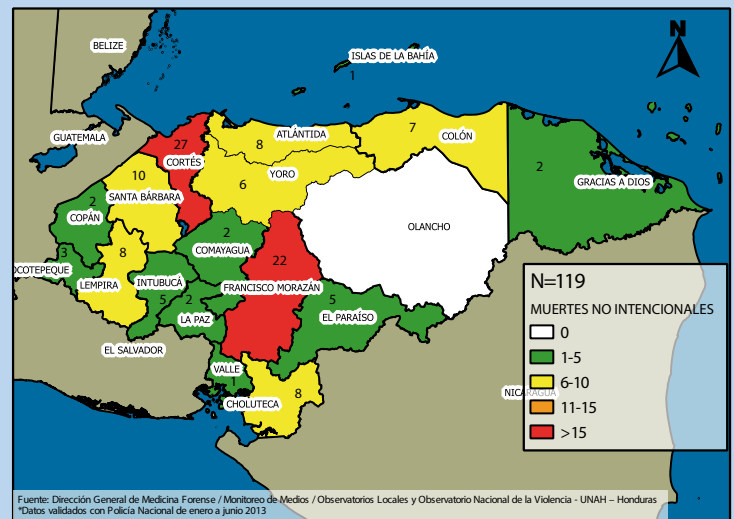 N
BELIZE
ISLAS DE LA BAHÍA
1
GUATEMALA
27
CORTÉS
8
ATLÁNTIDA
7
COLÓN
10
SANTA BÁRBARA
6
YORO
2
GRACIAS A DIOS
2
COPÁN
OLANCHO
3
OCOTEPEQUE
8
LEMPIRA
2
COMAYAGUA
INTUBUCÁ
5
22
FRANCISCO MORAZÁN
2
LA PAZ
5
EL PARAÍSO
EL SALVADOR
VALLE
1
CHOLUTECA
8
NICARAGUA
N=119
MUERTES NO INTENCIONALES
0
1-5
6-10
11-15
>15
Fuente: Dirección General de Medicina Forense / Monitoreo de Medios / Observatorios Locales y Observatorio Nacional de la Violencia - UNAH – Honduras
*Datos validados con Policía Nacional de enero a junio 2013